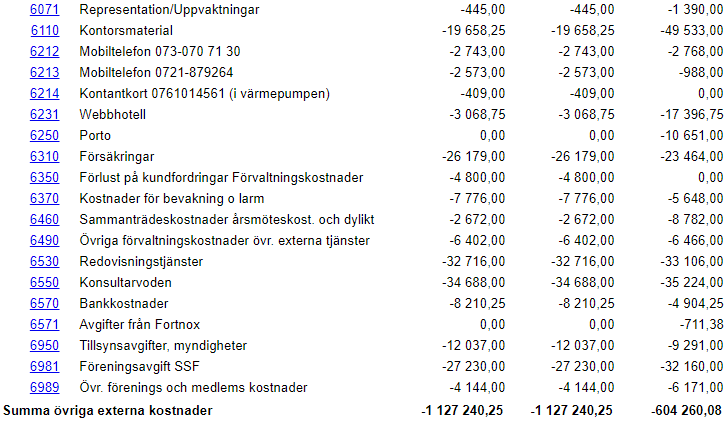 6071 Representation/Uppvaktningar -445,00 -445,00 -1 390,00
6110 Kontorsmaterial -19 658,25 -19 658,25 -49 533,00
6212 Mobiltelefon 073-070 71 30 -2 743,00 -2 743,00 -2 768,00
6213 Mobiltelefon 0721-879264 -2 573,00 -2 573,00 -988,00
6214 Kontantkort 0761014561 (i värmepumpen) -409,00 -409,00 0,00
6231 Webbhotell -3 068,75 -3 068,75 -17 396,75
6250 Porto 0,00 0,00 -10 651,00
6310 Försäkringar -26 179,00 -26 179,00 -23 464,00
6350 Förlust på kundfordringar Förvaltningskostnader -4 800,00 -4 800,00 0,00
6370 Kostnader för bevakning o larm -7 776,00 -7 776,00 -5 648,00
6460 Sammanträdeskostnader årsmöteskost. och dylikt -2 672,00 -2 672,00 -8 782,00
6490 Övriga förvaltningskostnader övr. externa tjänster -6 402,00 -6 402,00 -6 466,00
6530 Redovisningstjänster -32 716,00 -32 716,00 -33 106,00
6550 Konsultarvoden -34 688,00 -34 688,00 -35 224,00
6570 Bankkostnader -8 210,25 -8 210,25 -4 904,25
6571 Avgifter från Fortnox 0,00 0,00 -711,38
6950 Tillsynsavgifter, myndigheter -12 037,00 -12 037,00 -9 291,00
6981 Föreningsavgift SSF -27 230,00 -27 230,00 -32 160,00
6989 Övr. förenings och medlems kostnader -4 144,00 -4 144,00 -6 171,00
Summa övriga externa kostnader -1 127 240,25 -1 127 240,25 -604 260,08